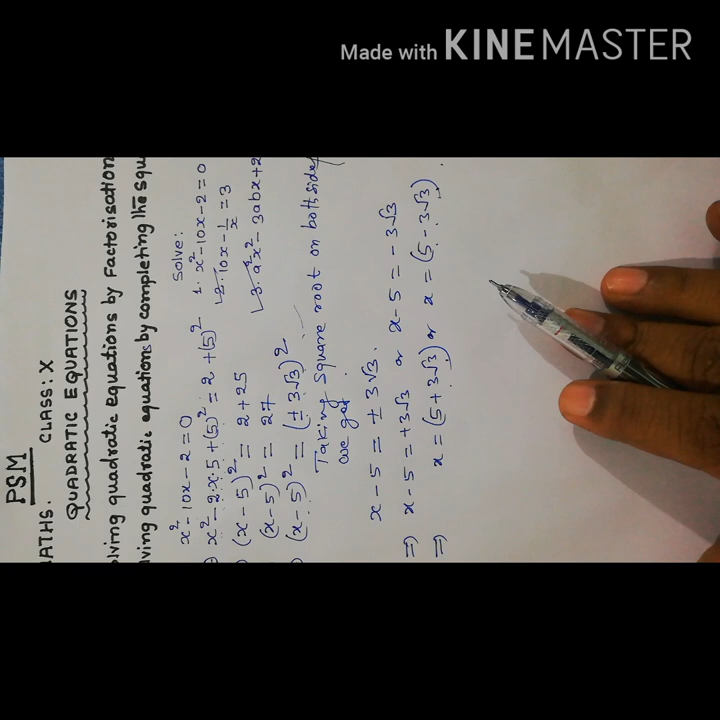 Made with KINEMASTER
PSM
MATHS. CLASS: X
QUADRATIC EQUATIONS
olving quadratic equations by Factorisation
lving quadratic equations by completing the squ
Solve:
1. x² - 10x - 2 = 0
2. 10x - 1/x = 3
3. a²x² - 3abx + 2
x² - 10x - 2 = 0
⇒ x² - 2·x·5 + (5)² = 2 + (5)²
(x - 5)² = 2 + 25
(x - 5)² = 27
(x - 5)² = (± 3√3)²
Taking Square root on both sides
we get.
x - 5 = ± 3√3.
⇒ x - 5 = +3√3 or x - 5 = - 3√3
⇒ x = (5 + 3√3) or x = (5 - 3√3).